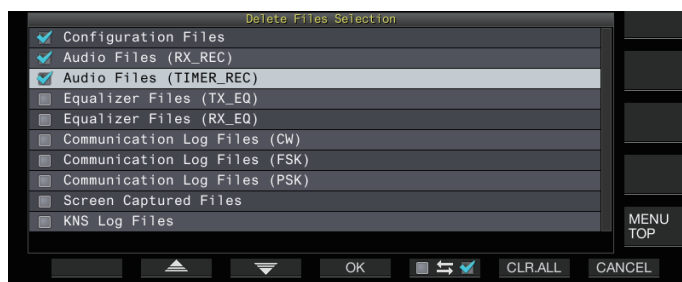 Delete Files Selection
Configuration Files
Audio Files (RX_REC)
Audio Files (TIMER_REC)
Equalizer Files (TX_EQ)
Equalizer Files (RX_EQ)
Communication Log Files (CW)
Communication Log Files (FSK)
Communication Log Files (PSK)
Screen Captured Files
KNS Log Files
MENU
TOP
OK
CLR.ALL
CANCEL